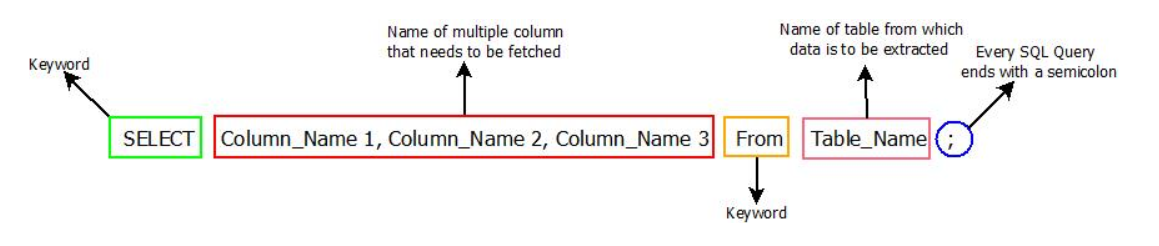 Name of multiple column
that needs to be fetched
Name of table from which
data is to be extracted
Every SQL Query
ends with a semicolon
Keyword
SELECT Column_Name 1, Column_Name 2, Column_Name 3 From Table_Name ;
Keyword